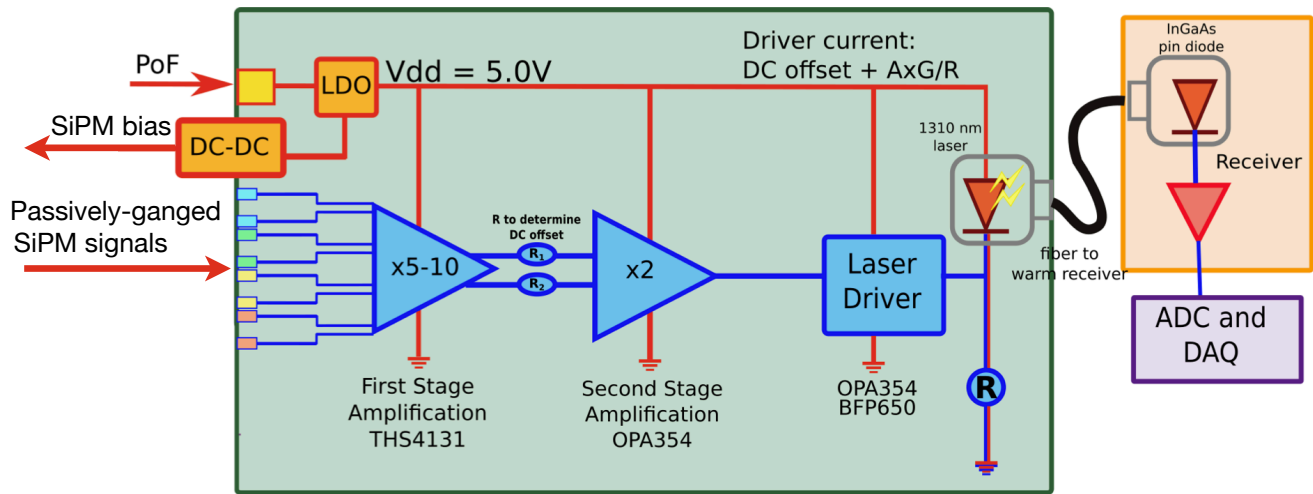 PoF
LDO
Vdd = 5.0V
Driver current:
DC offset + AxG/R
InGaAs
pin diode
SiPM bias
DC-DC
1310 nm
laser
Receiver
Passively-ganged
SiPM signals
R to determine
DC offset
x5-10
R₁
R₂
x2
Laser
Driver
fiber to
warm receiver
ADC and
DAQ
First Stage
Amplification
THS4131
Second Stage
Amplification
OPA354
OPA354
BFP650
R